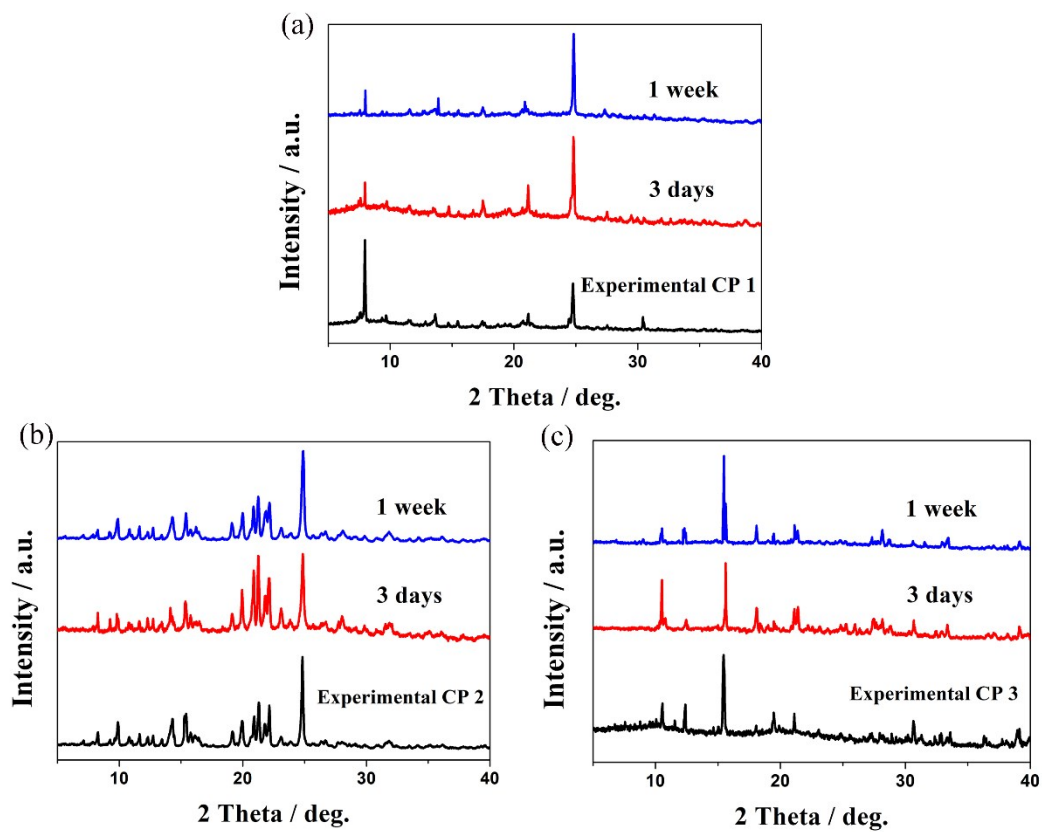 (a)
1 week
3 days
Experimental CP 1
Intensity / a.u.
10 20 30 40
2 Theta / deg.
(b)
1 week
3 days
Experimental CP 2
Intensity / a.u.
10 20 30 40
2 Theta / deg.
(c)
1 week
3 days
Experimental CP 3
Intensity / a.u.
10 20 30 40
2 Theta / deg.